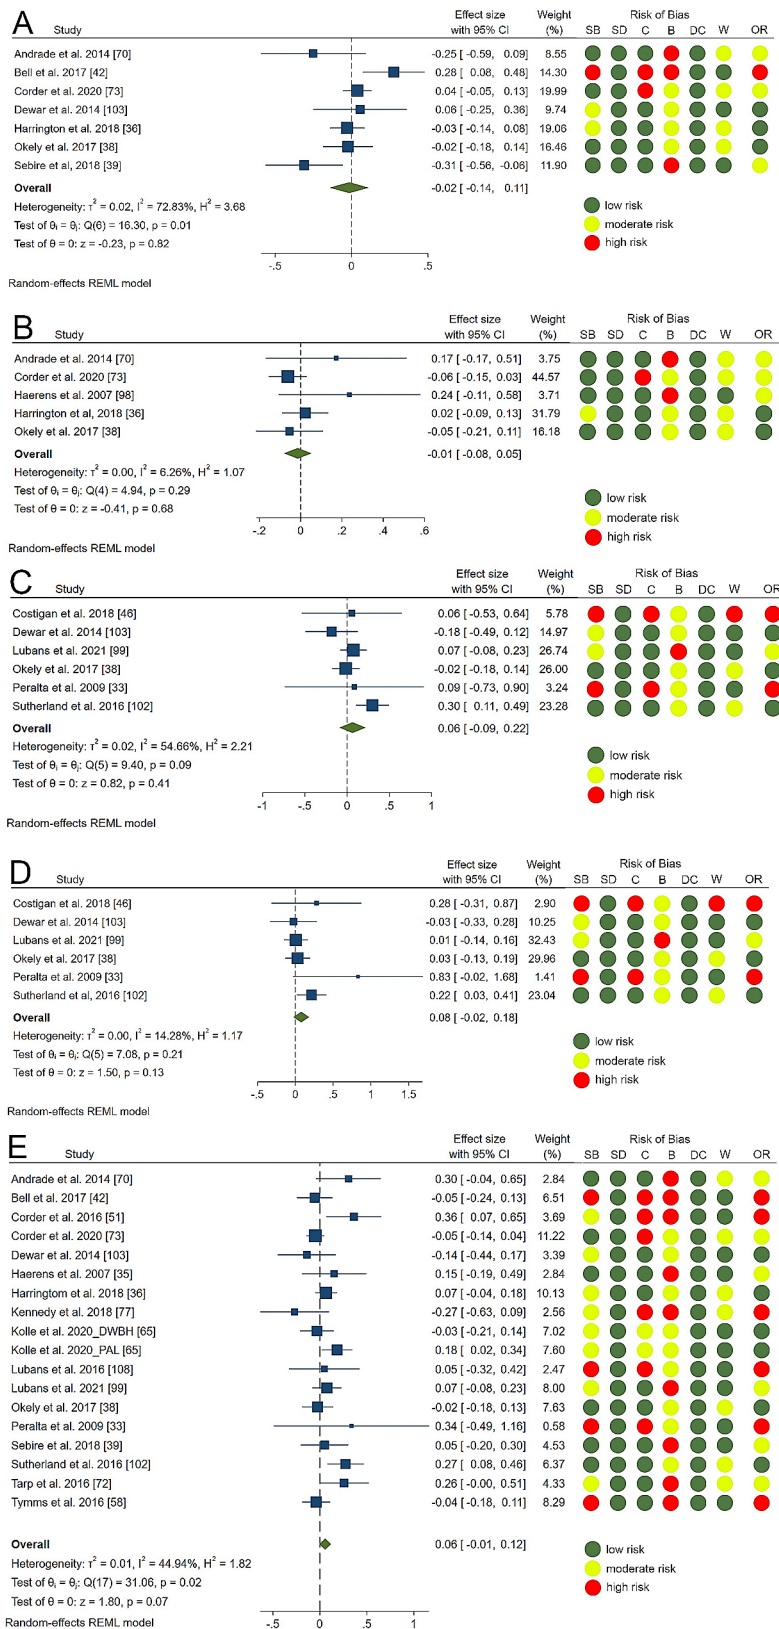 A
Study
Effect size with 95% CI
Weight (%)
Risk of Bias
SB SD C B DC W OR
Andrade et al. 2014 [70] -0.25 [ -0.59, 0.09] 8.55
Bell et al. 2017 [42] 0.28 [ 0.08, 0.48] 14.30
Corder et al. 2020 [73] 0.04 [ -0.05, 0.13] 19.99
Dewar et al. 2014 [103] 0.06 [ -0.25, 0.36] 9.74
Harrington et al. 2018 [36] -0.03 [ -0.14, 0.08] 19.06
Okely et al. 2017 [38] -0.02 [ -0.18, 0.14] 16.46
Sebire et al, 2018 [39] -0.31 [ -0.56, -0.06] 11.90
Overall -0.02 [ -0.14, 0.11]
Heterogeneity: τ² = 0.02, I² = 72.83%, H² = 3.68
Test of θi = θj: Q(6) = 16.30, p = 0.01
Test of θ = 0: z = -0.23, p = 0.82
low risk
moderate risk
high risk
-.5 0 .5
Random-effects REML model
B
Study
Effect size with 95% CI
Weight (%)
Risk of Bias
SB SD C B DC W OR
Andrade et al. 2014 [70] 0.17 [ -0.17, 0.51] 3.75
Corder et al. 2020 [73] -0.06 [ -0.15, 0.03] 44.57
Haerens et al. 2007 [98] 0.24 [ -0.11, 0.58] 3.71
Harrington et al, 2018 [36] 0.02 [ -0.09, 0.13] 31.79
Okely et al. 2017 [38] -0.05 [ -0.21, 0.11] 16.18
Overall -0.01 [ -0.08, 0.05]
Heterogeneity: τ² = 0.00, I² = 6.26%, H² = 1.07
Test of θi = θj: Q(4) = 4.94, p = 0.29
Test of θ = 0: z = -0.41, p = 0.68
low risk
moderate risk
high risk
-.2 0 .2 .4 .6
Random-effects REML model
C
Study
Effect size with 95% CI
Weight (%)
Risk of Bias
SB SD C B DC W OR
Costigan et al. 2018 [46] 0.06 [ -0.53, 0.64] 5.78
Dewar et al. 2014 [103] -0.18 [ -0.49, 0.12] 14.97
Lubans et al. 2021 [99] 0.07 [ -0.08, 0.23] 26.74
Okely et al. 2017 [38] -0.02 [ -0.18, 0.14] 26.00
Peralta et al. 2009 [33] 0.09 [ -0.73, 0.90] 3.24
Sutherland et al. 2016 [102] 0.30 [ 0.11, 0.49] 23.28
Overall 0.06 [ -0.09, 0.22]
Heterogeneity: τ² = 0.02, I² = 54.66%, H² = 2.21
Test of θi = θj: Q(5) = 9.40, p = 0.09
Test of θ = 0: z = 0.82, p = 0.41
low risk
moderate risk
high risk
-1 -.5 0 .5 1
Random-effects REML model
D
Study
Effect size with 95% CI
Weight (%)
Risk of Bias
SB SD C B DC W OR
Costigan et al. 2018 [46] 0.28 [ -0.31, 0.87] 2.90
Dewar et al. 2014 [103] -0.03 [ -0.33, 0.28] 10.25
Lubans et al. 2021 [99] 0.01 [ -0.14, 0.16] 32.43
Okely et al. 2017 [38] 0.03 [ -0.13, 0.19] 29.96
Peralta et al. 2009 [33] 0.83 [ -0.02, 1.68] 1.41
Sutherland et al, 2016 [102] 0.22 [ 0.03, 0.41] 23.04
Overall 0.08 [ -0.02, 0.18]
Heterogeneity: τ² = 0.00, I² = 14.28%, H² = 1.17
Test of θi = θj: Q(5) = 7.08, p = 0.21
Test of θ = 0: z = 1.50, p = 0.13
low risk
moderate risk
high risk
-.5 0 .5 1 1.5
Random-effects REML model
E
Study
Effect size with 95% CI
Weight (%)
Risk of Bias
SB SD C B DC W OR
Andrade et al. 2014 [70] 0.30 [ -0.04, 0.65] 2.84
Bell et al. 2017 [42] -0.05 [ -0.24, 0.13] 6.51
Corder et al. 2016 [51] 0.36 [ 0.07, 0.65] 3.69
Corder et al. 2020 [73] -0.05 [ -0.14, 0.04] 11.22
Dewar et al. 2014 [103] -0.14 [ -0.44, 0.17] 3.39
Haerens et al. 2007 [35] 0.15 [ -0.19, 0.49] 2.84
Harringtom et al. 2018 [36] 0.07 [ -0.04, 0.18] 10.13
Kennedy et al. 2018 [77] -0.27 [ -0.63, 0.09] 2.56
Kolle et al. 2020_DWBH [65] -0.03 [ -0.21, 0.14] 7.02
Kolle et al. 2020_PAL [65] 0.18 [ 0.02, 0.34] 7.60
Lubans et al. 2016 [108] 0.05 [ -0.32, 0.42] 2.47
Lubans et al. 2021 [99] 0.07 [ -0.08, 0.23] 8.00
Okely et al. 2017 [38] -0.02 [ -0.18, 0.13] 7.63
Peralta et al. 2009 [33] 0.34 [ -0.49, 1.16] 0.58
Sebire et al. 2018 [39] 0.05 [ -0.20, 0.30] 4.53
Sutherland et al. 2016 [102] 0.27 [ 0.08, 0.46] 6.37
Tarp et al. 2016 [72] 0.26 [ -0.00, 0.51] 4.33
Tymms et al. 2016 [58] -0.04 [ -0.18, 0.11] 8.29
Overall 0.06 [ -0.01, 0.12]
Heterogeneity: τ² = 0.01, I² = 44.94%, H² = 1.82
Test of θi = θj: Q(17) = 31.06, p = 0.02
Test of θ = 0: z = 1.80, p = 0.07
low risk
moderate risk
high risk
-.5 0 .5 1
Random-effects REML model